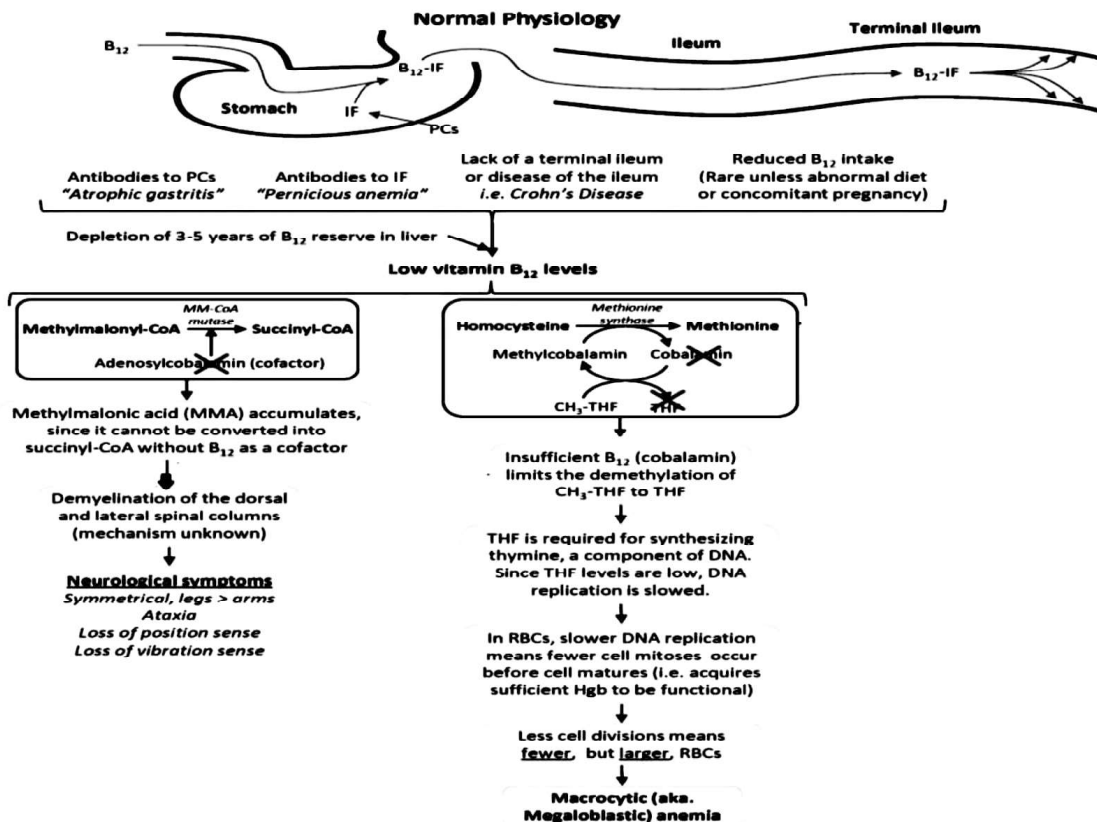 Normal Physiology
B12
Stomach
B12-IF
IF
PCs
Ileum
Terminal Ileum
B12-IF
Antibodies to PCs
"Atrophic gastritis"
Antibodies to IF
"Pernicious anemia"
Lack of a terminal ileum
or disease of the ileum
i.e. Crohn's Disease
Reduced B12 intake
(Rare unless abnormal diet
or concomitant pregnancy)
Depletion of 3-5 years of B12 reserve in liver
Low vitamin B12 levels
MM-CoA
mutase
Methylmalonyl-CoA
Succinyl-CoA
Adenosylcobalamin (cofactor)
Methylmalonic acid (MMA) accumulates,
since it cannot be converted into
succinyl-CoA without B12 as a cofactor
Demyelination of the dorsal
and lateral spinal columns
(mechanism unknown)
Neurological symptoms
Symmetrical, legs > arms
Ataxia
Loss of position sense
Loss of vibration sense
Methionine
synthase
Homocysteine
Methionine
Methylcobalamin
Cobalamin
CH3-THF
THF
Insufficient B12 (cobalamin)
limits the demethylation of
CH3-THF to THF
THF is required for synthesizing
thymine, a component of DNA.
Since THF levels are low, DNA
replication is slowed.
In RBCs, slower DNA replication
means fewer cell mitoses occur
before cell matures (i.e. acquires
sufficient Hgb to be functional)
Less cell divisions means
fewer, but larger, RBCs
Macrocytic (aka.
Megaloblastic) anemia